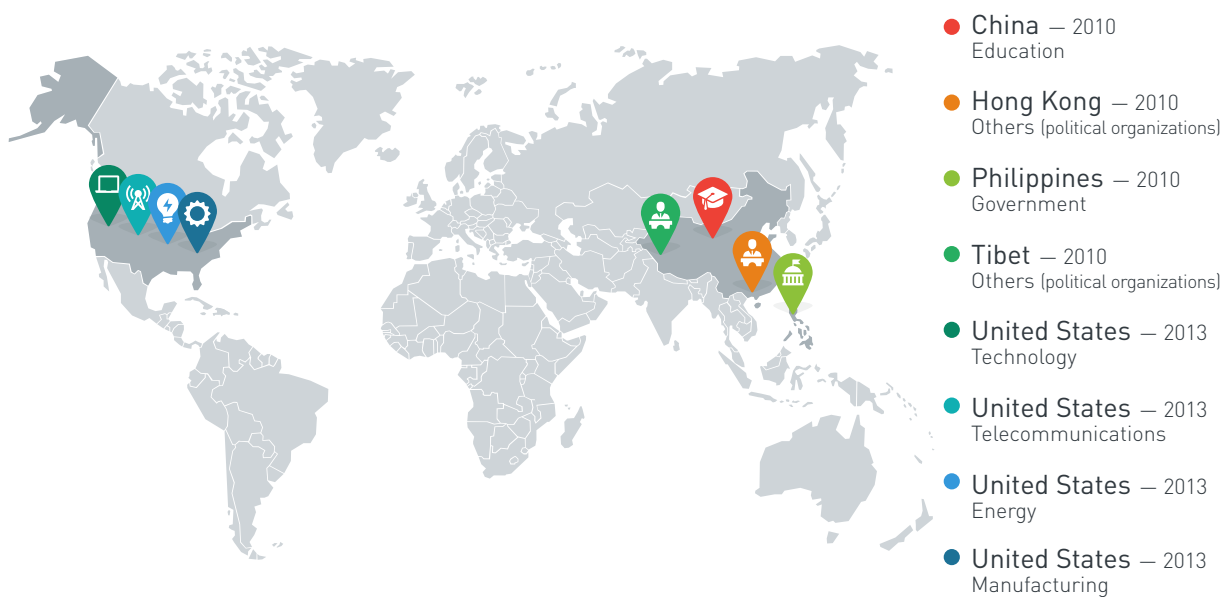 China — 2010
Education
Hong Kong — 2010
Others (political organizations)
Philippines — 2010
Government
Tibet — 2010
Others (political organizations)
United States — 2013
Technology
United States — 2013
Telecommunications
United States — 2013
Energy
United States — 2013
Manufacturing